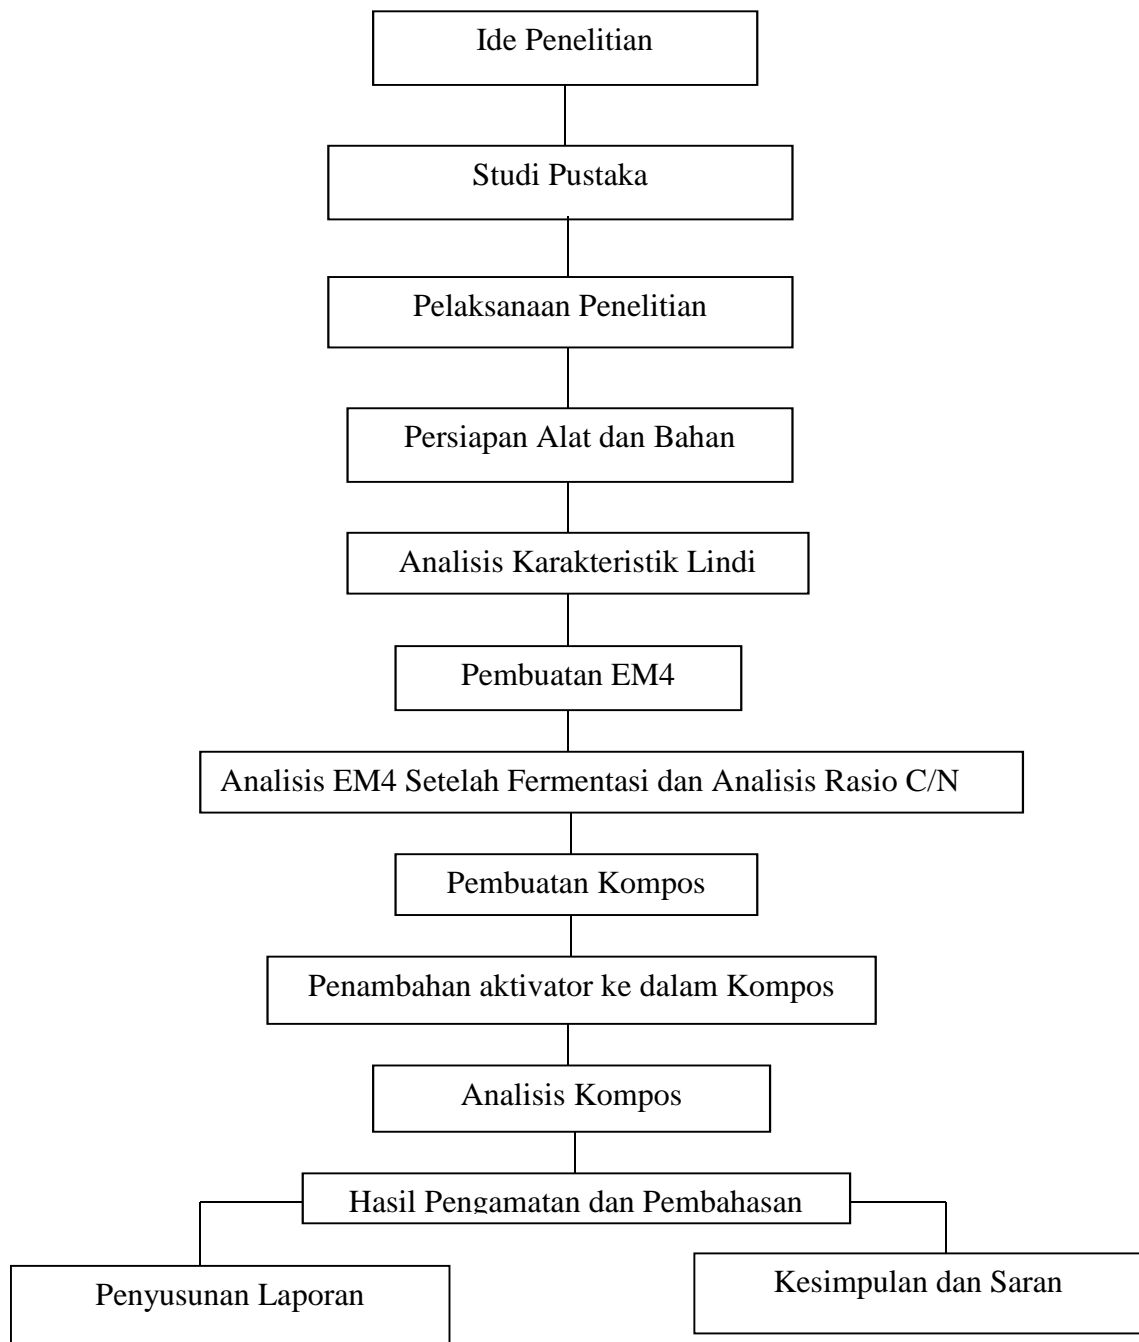 Ide Penelitian
Studi Pustaka
Pelaksanaan Penelitian
Persiapan Alat dan Bahan
Analisis Karakteristik Lindi
Pembuatan EM4
Analisis EM4 Setelah Fermentasi dan Analisis Rasio C/N
Pembuatan Kompos
Penambahan aktivator ke dalam Kompos
Analisis Kompos
Hasil Pengamatan dan Pembahasan
Penyusunan Laporan
Kesimpulan dan Saran